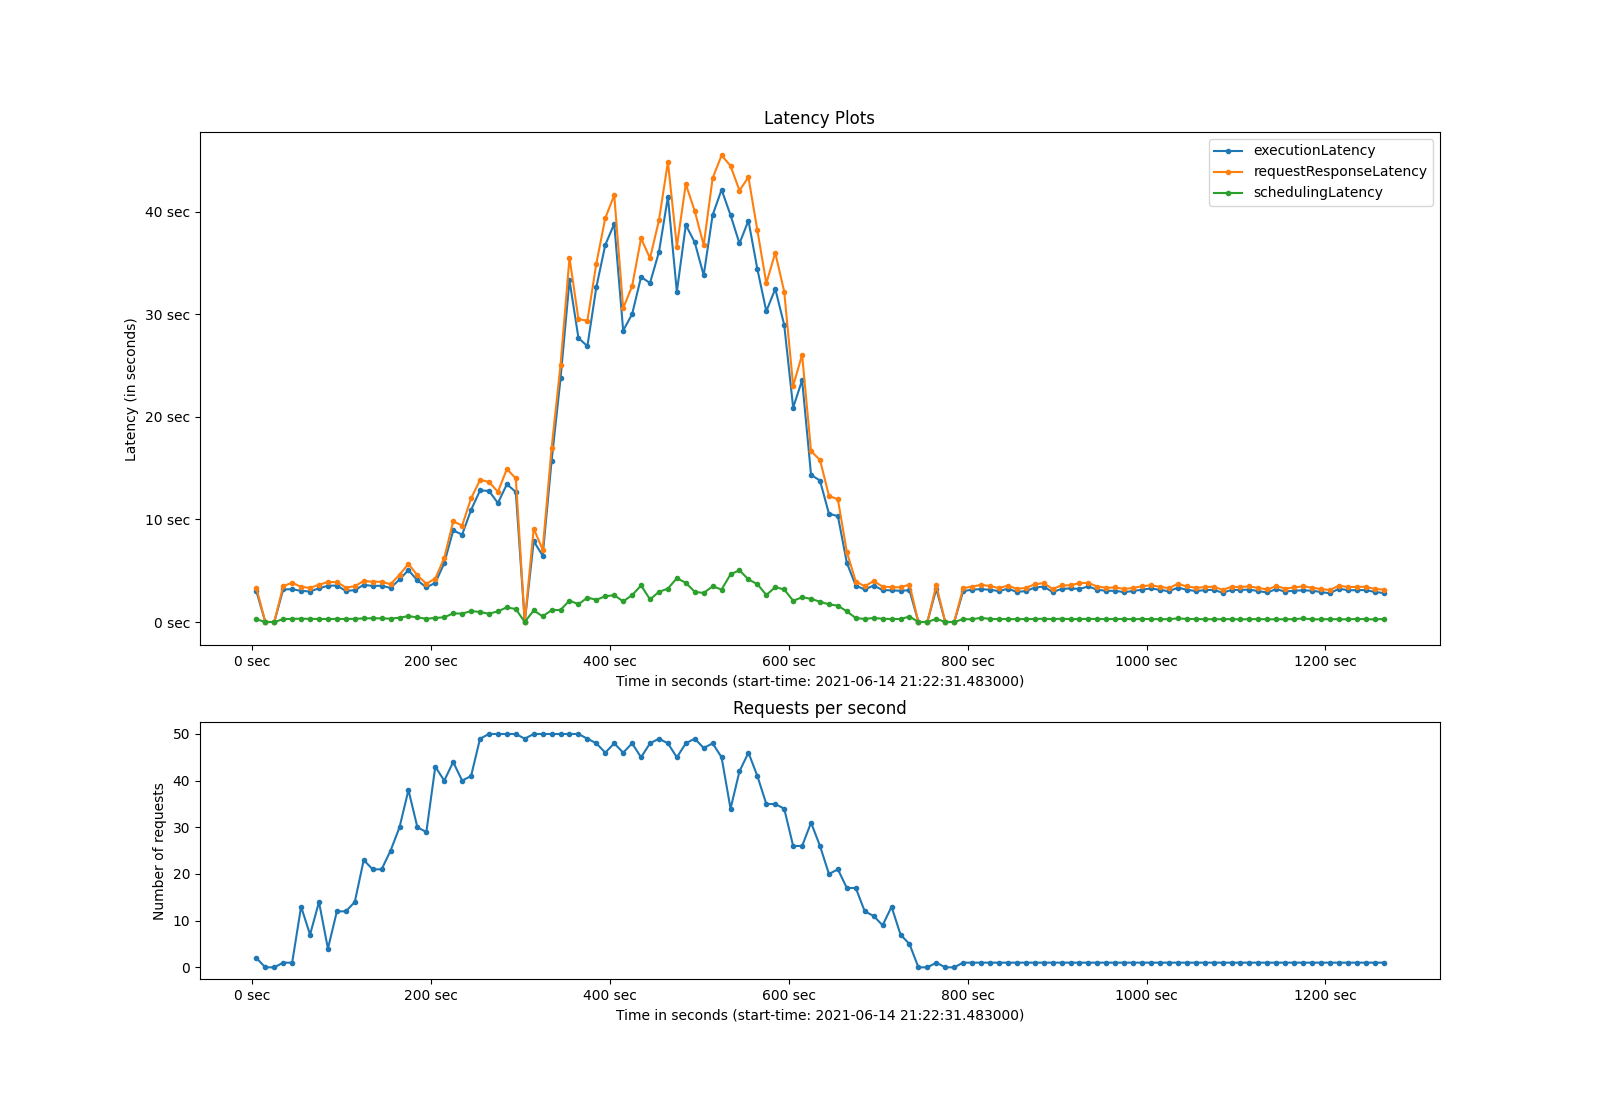 Latency Plots
executionLatency
requestResponseLatency
schedulingLatency
Latency (in seconds)
40 sec
30 sec
20 sec
10 sec
0 sec
0 sec 200 sec 400 sec 600 sec 800 sec 1000 sec 1200 sec
Time in seconds (start-time: 2021-06-14 21:22:31.483000)
Requests per second
Number of requests
50
40
30
20
10
0
0 sec 200 sec 400 sec 600 sec 800 sec 1000 sec 1200 sec
Time in seconds (start-time: 2021-06-14 21:22:31.483000)